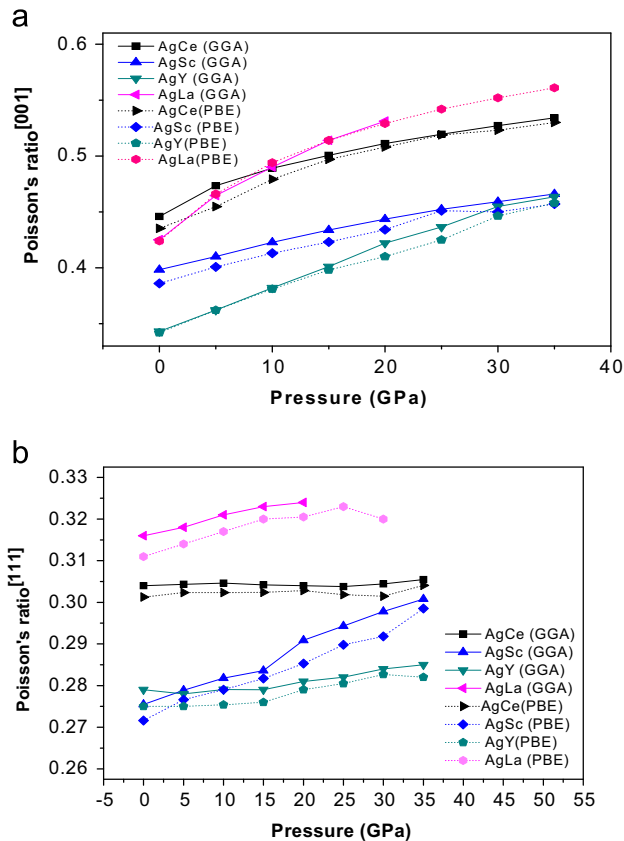 a
0.6
0.5
0.4
Poisson's ratio[001]
AgCe (GGA)
AgSc (GGA)
AgY (GGA)
AgLa (GGA)
AgCe(PBE)
AgSc (PBE)
AgY(PBE)
AgLa(PBE)
0 10 20 30 40
Pressure (GPa)
b
0.33
0.32
0.31
0.30
0.29
0.28
0.27
0.26
Poisson's ratio[111]
AgCe (GGA)
AgSc (GGA)
AgY (GGA)
AgLa (GGA)
AgCe(PBE)
AgSc (PBE)
AgY(PBE)
AgLa (PBE)
-5 0 5 10 15 20 25 30 35 40 45 50 55
Pressure (GPa)